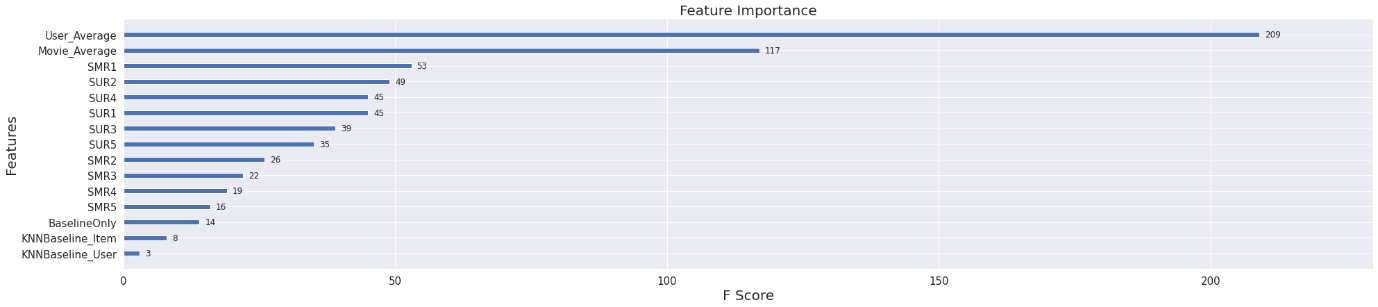 Feature Importance
Features
User_Average 209
Movie_Average 117
SMR1 53
SUR2 49
SUR4 45
SUR1 45
SUR3 39
SUR5 35
SMR2 26
SMR3 22
SMR4 19
SMR5 16
BaselineOnly 14
KNNBaseline_Item 8
KNNBaseline_User 3
0 50 100 150 200
F Score